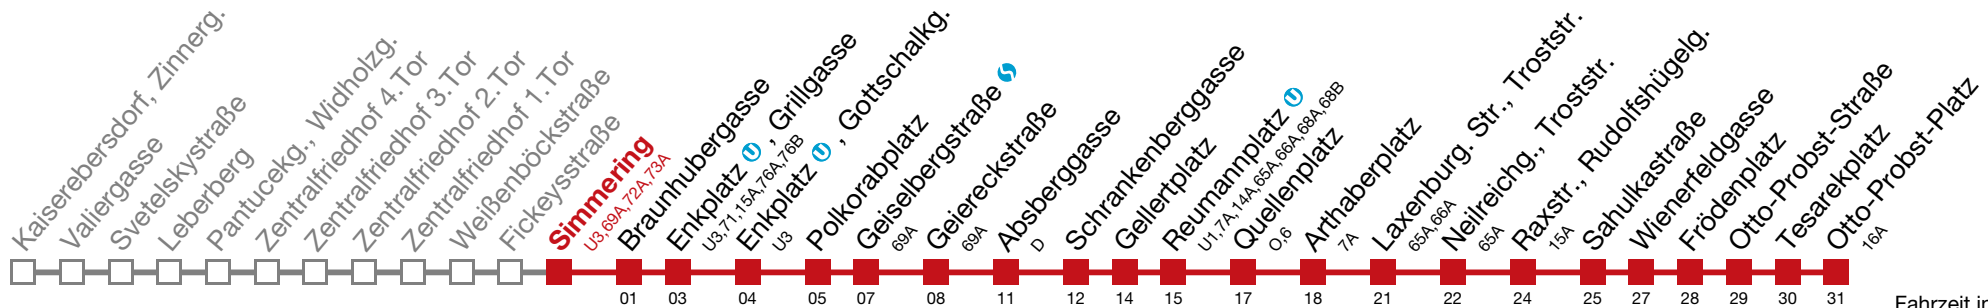 Kaiserebersdorf, Zinnerg.
Valiergasse
Svetelskystraße
Leberberg
Pantucekg., Widholzg.
Zentralfriedhof 4.Tor
Zentralfriedhof 3.Tor
Zentralfriedhof 2.Tor
Zentralfriedhof 1.Tor
Weißenböckstraße
Fickeysstraße
Simmering
U3,69A,72A,73A
Braunhubergasse
Enkplatz U, Grillgasse
U3,71,15A,76A,76B
Enkplatz U, Gottschalkg.
U3
Polkorabplatz
Geiselbergstraße
69A
Geiereckstraße
69A
Absberggasse
D
Schrankenberggasse
Gellertplatz
Reumannplatz U
U1,7A,14A,65A,66A,68A,68B
Quellenplatz
O,6
Arthaberplatz
7A
Laxenburg. Str., Troststr.
65A,66A
Neilreichg., Troststr.
65A
Raxstr., Rudolfshügelg.
15A
Sahulkastraße
Wienerfeldgasse
Frödenplatz
Otto-Probst-Straße
Tesarekplatz
Otto-Probst-Platz
16A
01 03 04 05 07 08 11 12 14 15 17 18 21 22 24 25 27 28 29 30 31 Fahrzeit in